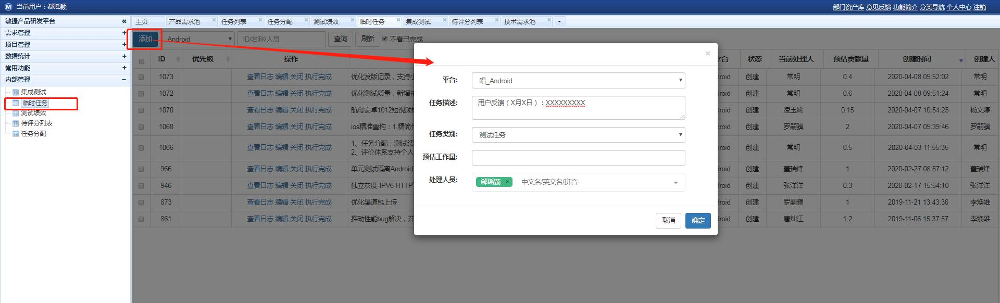 当前用户：郗瑶颖
部门资产库 意见反馈 功能简介 分类导航 个人中心 注销
敏捷产品研发平台
需求管理
项目管理
数据统计
常用功能
内部管理
集成测试
临时任务
测试绩效
待评分列表
任务分配
主页 产品需求池 任务列表 任务分配 测试绩效 临时任务 集成测试 待评分列表 技术需求池
添加 Android ID/名称/人员 查询 刷新 不看已完成
ID 优先级 操作 平台 状态 当前处理人 预估贡献量 创建时间 创建人
1073 查看日志 编辑 关闭 执行完成 优化发版记录，支持小 droid 创建 常明 0.4 2020-04-08 09:52:02 常明
1072 查看日志 编辑 关闭 执行完成 优化测试质量，新增按 droid 创建 常明 0.6 2020-04-08 09:51:24 常明
1070 查看日志 编辑 关闭 执行完成 航母安卓1012短视频模 droid 创建 凌玉娣 0.15 2020-04-07 10:54:25 杨文婷
1068 查看日志 编辑 关闭 执行完成 ios精准重构：1.精简什 droid 创建 罗嗣骥 2 2020-04-07 09:39:46 罗嗣骥
1066 查看日志 编辑 关闭 执行完成 1、任务分配，测试绩 droid 创建 常明 0.5 2020-04-03 11:55:35 常明
2、评价体系支持个人
966 查看日志 编辑 关闭 执行完成 单元测试隔离Android droid 创建 董瑞烽 1 2020-02-27 08:57:12 董瑞烽
946 查看日志 编辑 关闭 执行完成 独立灰度-IPV6 HTTP droid 创建 张洋洋 0.3 2020-02-17 15:54:10 张洋洋
873 查看日志 编辑 关闭 执行完成 优化渠道包上传 droid 创建 罗嗣骥 1 2019-11-21 13:43:36 李焕雄
861 查看日志 编辑 关闭 执行完成 推动性能bug解决，并 droid 创建 唐灿江 1.2 2019-11-06 15:37:57 李焕雄
平台: 唱_Android
任务描述: 用户反馈（X月X日）：XXXXXXXXX
任务类别: 测试任务
预估工作量:
处理人员: 郗瑶颖 × 中文名/英文名/拼音
取消 确定